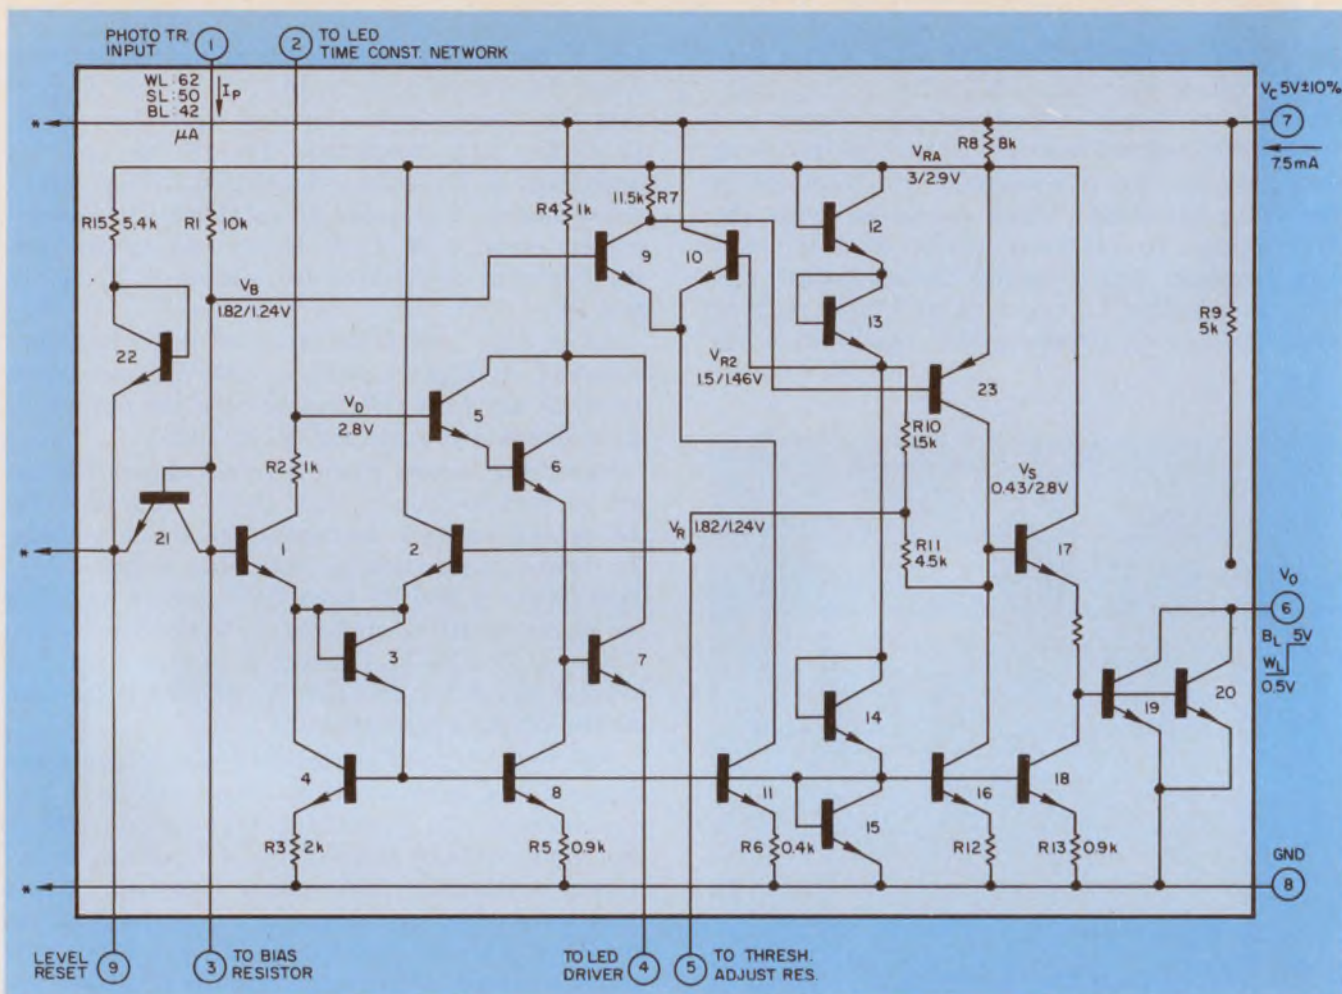 PHOTO TR.
INPUT
1
2
TO LED
TIME CONST. NETWORK
WL:62
SL:50
BL:42
μA
IP
VC 5V±10%
7
7.5mA
R8
8k
VRA
3/2.9V
R15
5.4k
R1
10k
R4
1k
11.5k
R7
12
9
10
13
R9
5k
VB
1.82/1.24V
22
VR2
1.5/1.46V
23
VD
2.8V
5
R10
1.5k
6
R2
1k
VS
0.43/2.8V
VR
1.82/1.24V
21
1
2
R11
4.5k
17
VO
6
BL 5V
WL
0.5V
3
7
14
19
20
4
8
11
15
16
18
R3
2k
R5
0.9k
R6
0.4k
R12
R13
0.9k
GND
8
LEVEL
RESET
9
3
TO BIAS
RESISTOR
TO LED
DRIVER
4
5
TO THRESH.
ADJUST RES.